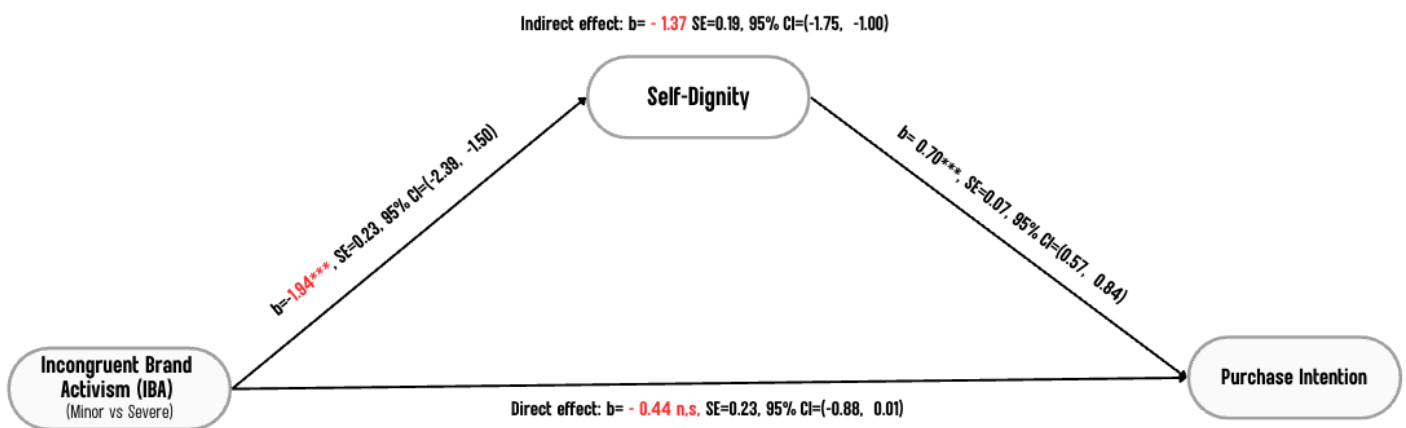 Indirect effect: b= - 1.37 SE=0.19, 95% CI=(-1.75, -1.00)
Self-Dignity
b=-1.94***, SE=0.23, 95% CI=(-2.39, -1.50)
b= 0.70***, SE=0.07, 95% CI=(0.57, 0.84)
Incongruent Brand
Activism (IBA)
(Minor vs Severe)
Purchase Intention
Direct effect: b= - 0.44 n,s, SE=0.23, 95% CI=(-0.88, 0.01)